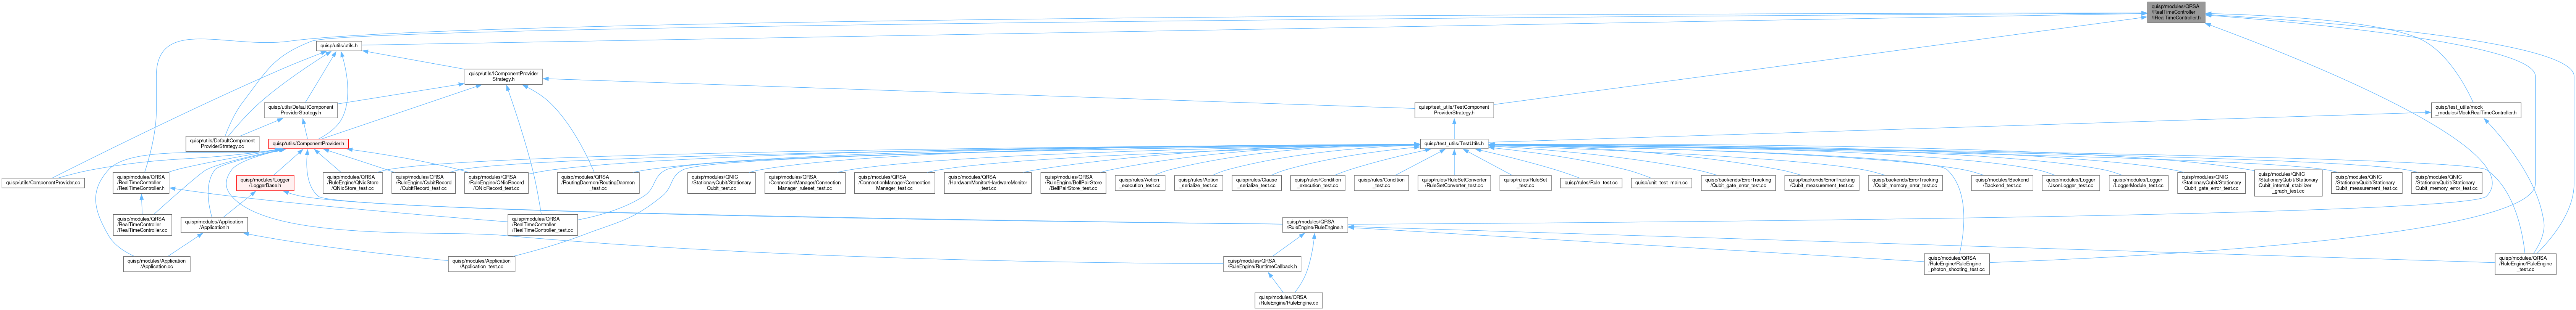 quisp/modules/QRSA
/RealTimeController
/IRealTimeController.h
quisp/utils/utils.h
quisp/utils/IComponentProvider
Strategy.h
quisp/utils/DefaultComponent
ProviderStrategy.h
quisp/test_utils/TestComponent
ProviderStrategy.h
quisp/test_utils/mock
_modules/MockRealTimeController.h
quisp/utils/DefaultComponent
ProviderStrategy.cc
quisp/utils/ComponentProvider.h
quisp/test_utils/TestUtils.h
quisp/utils/ComponentProvider.cc
quisp/modules/QRSA
/RealTimeController
/RealTimeController.h
quisp/modules/Logger
/LoggerBase.h
quisp/modules/QRSA
/RuleEngine/QNicStore
/QNicStore_test.cc
quisp/modules/QRSA
/RuleEngine/QubitRecord
/QubitRecord_test.cc
quisp/modules/QRSA
/RuleEngine/QNicRecord
/QNicRecord_test.cc
quisp/modules/QRSA
/RoutingDaemon/RoutingDaemon
_test.cc
quisp/modules/QNIC
/StationaryQubit/Stationary
Qubit_test.cc
quisp/modules/QRSA
/ConnectionManager/Connection
Manager_ruleset_test.cc
quisp/modules/QRSA
/ConnectionManager/Connection
Manager_test.cc
quisp/modules/QRSA
/HardwareMonitor/HardwareMonitor
_test.cc
quisp/modules/QRSA
/RuleEngine/BellPairStore
/BellPairStore_test.cc
quisp/rules/Action
_execution_test.cc
quisp/rules/Action
_serialize_test.cc
quisp/rules/Clause
_serialize_test.cc
quisp/rules/Condition
_execution_test.cc
quisp/rules/Condition
_test.cc
quisp/rules/RuleSetConverter
/RuleSetConverter_test.cc
quisp/rules/RuleSet
_test.cc
quisp/rules/Rule_test.cc
quisp/unit_test_main.cc
quisp/backends/ErrorTracking
/Qubit_gate_error_test.cc
quisp/backends/ErrorTracking
/Qubit_measurement_test.cc
quisp/backends/ErrorTracking
/Qubit_memory_error_test.cc
quisp/modules/Backend
/Backend_test.cc
quisp/modules/Logger
/JsonLogger_test.cc
quisp/modules/Logger
/LoggerModule_test.cc
quisp/modules/QNIC
/StationaryQubit/Stationary
Qubit_gate_error_test.cc
quisp/modules/QNIC
/StationaryQubit/Stationary
Qubit_internal_stabilizer
_graph_test.cc
quisp/modules/QNIC
/StationaryQubit/Stationary
Qubit_measurement_test.cc
quisp/modules/QNIC
/StationaryQubit/Stationary
Qubit_memory_error_test.cc
quisp/modules/QRSA
/RealTimeController
/RealTimeController.cc
quisp/modules/Application
/Application.h
quisp/modules/QRSA
/RealTimeController
/RealTimeController_test.cc
quisp/modules/QRSA
/RuleEngine/RuleEngine.h
quisp/modules/Application
/Application.cc
quisp/modules/Application
/Application_test.cc
quisp/modules/QRSA
/RuleEngine/RuntimeCallback.h
quisp/modules/QRSA
/RuleEngine/RuleEngine
_photon_shooting_test.cc
quisp/modules/QRSA
/RuleEngine/RuleEngine
_test.cc
quisp/modules/QRSA
/RuleEngine/RuleEngine.cc